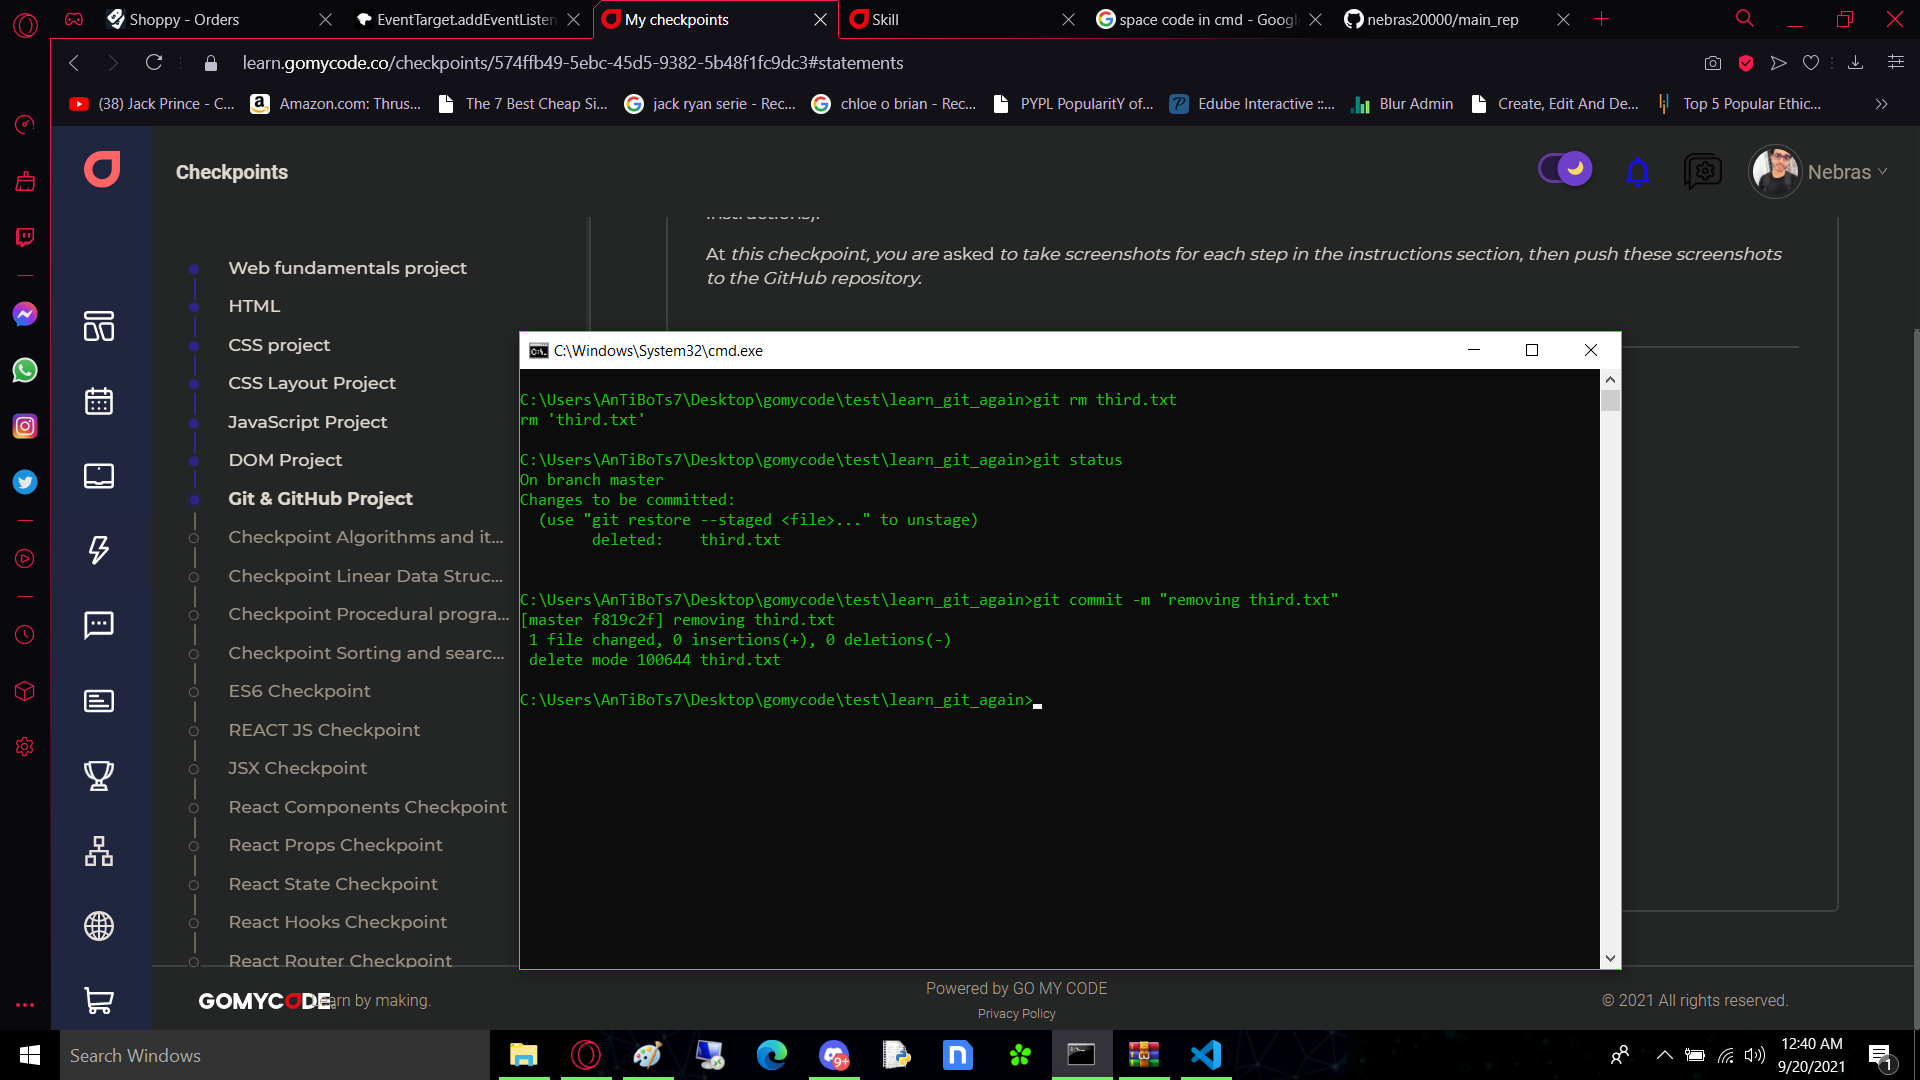 Shoppy - Orders
EventTarget.addEventListen
My checkpoints
Skill
space code in cmd - Googl
nebras20000/main_rep
learn.gomycode.co/checkpoints/574ffb49-5ebc-45d5-9382-5b48f1fc9dc3#statements
(38) Jack Prince - C...
Amazon.com: Thrus...
The 7 Best Cheap Si...
jack ryan serie - Rec...
chloe o brian - Rec...
PYPL PopularitY of...
Edube Interactive ::...
Blur Admin
Create, Edit And De...
Top 5 Popular Ethic...
Checkpoints
Nebras
instructions).
At this checkpoint, you are asked to take screenshots for each step in the instructions section, then push these screenshots
to the GitHub repository.
Web fundamentals project
HTML
CSS project
CSS Layout Project
JavaScript Project
DOM Project
Git & GitHub Project
Checkpoint Algorithms and it...
Checkpoint Linear Data Struc...
Checkpoint Procedural progra...
Checkpoint Sorting and searc...
ES6 Checkpoint
REACT JS Checkpoint
JSX Checkpoint
React Components Checkpoint
React Props Checkpoint
React State Checkpoint
React Hooks Checkpoint
React Router Checkpoint
C:\Windows\System32\cmd.exe
C:\Users\AnTiBoTs7\Desktop\gomycode\test\learn_git_again>git rm third.txt
rm 'third.txt'
C:\Users\AnTiBoTs7\Desktop\gomycode\test\learn_git_again>git status
On branch master
Changes to be committed:
(use "git restore --staged <file>..." to unstage)
deleted: third.txt
C:\Users\AnTiBoTs7\Desktop\gomycode\test\learn_git_again>git commit -m "removing third.txt"
[master f819c2f] removing third.txt
1 file changed, 0 insertions(+), 0 deletions(-)
delete mode 100644 third.txt
C:\Users\AnTiBoTs7\Desktop\gomycode\test\learn_git_again>
GOMYCODE
Learn by making.
Powered by GO MY CODE
Privacy Policy
© 2021 All rights reserved.
Search Windows
9+
12:40 AM
9/20/2021
1